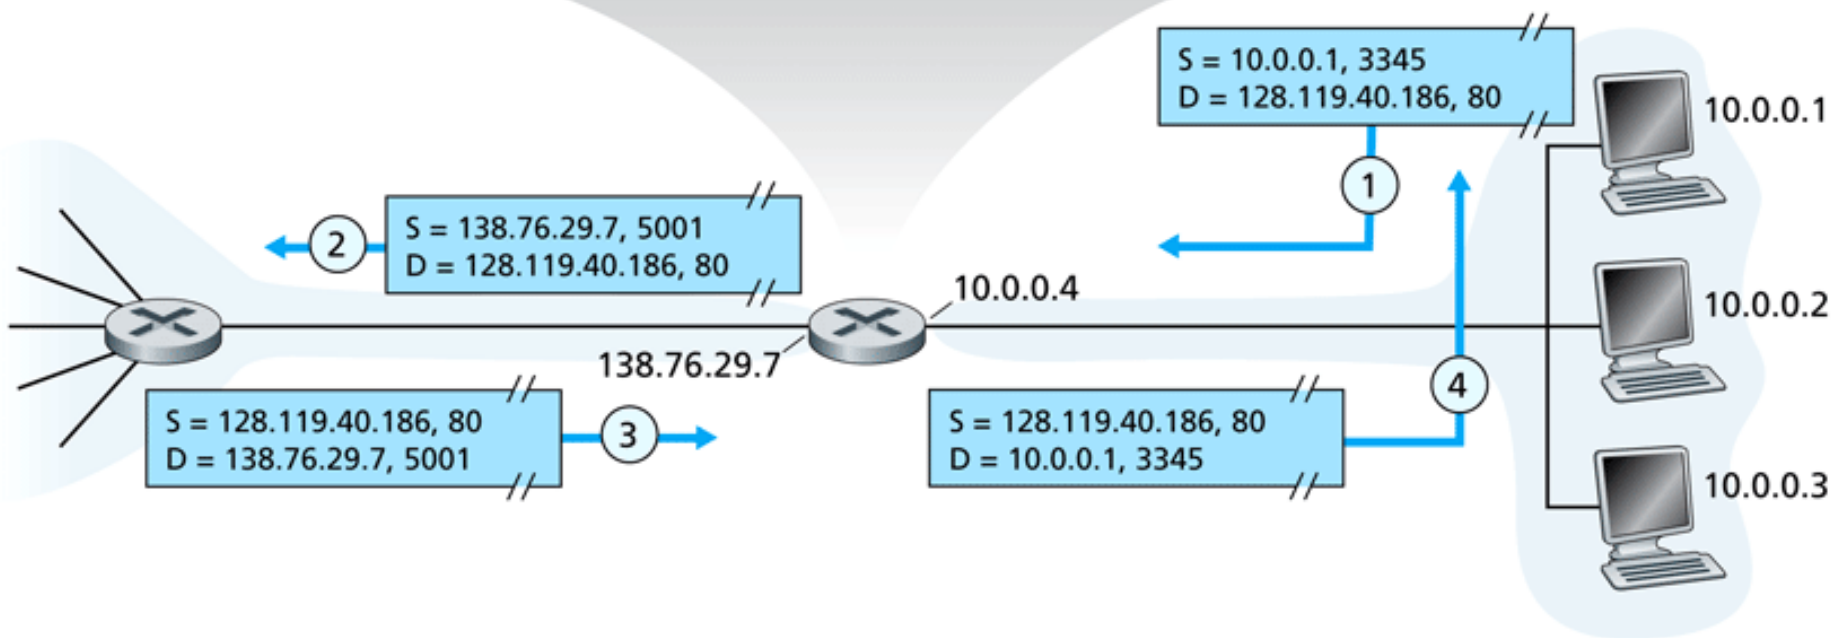 S = 10.0.0.1, 3345
D = 128.119.40.186, 80
10.0.0.1
1
S = 138.76.29.7, 5001
D = 128.119.40.186, 80
2
10.0.0.4
10.0.0.2
138.76.29.7
S = 128.119.40.186, 80
D = 138.76.29.7, 5001
3
S = 128.119.40.186, 80
D = 10.0.0.1, 3345
4
10.0.0.3